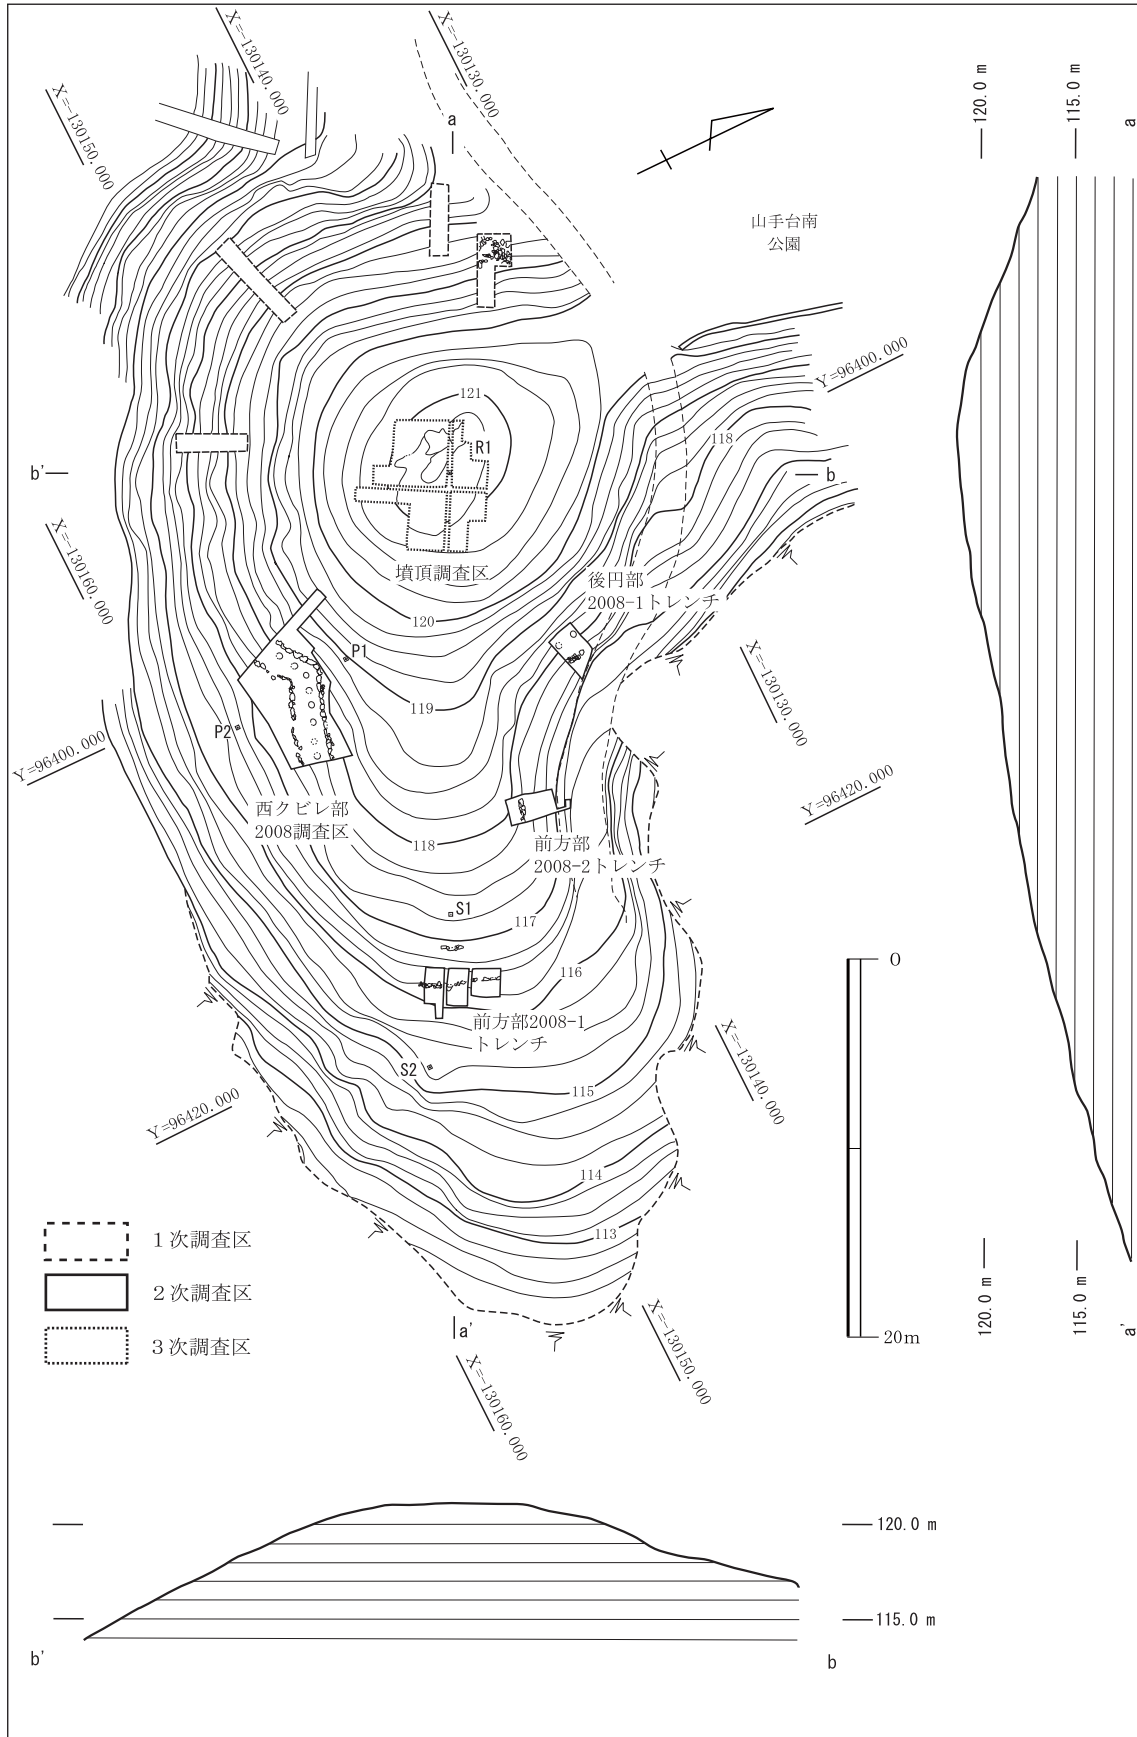 X=-130140.000
X=-130130.000
X=-130150.000
a
120.0 m
115.0 m
a
山手台南
公園
Y=96400.000
121
118
R1
b'
b
X=-130160.000
墳頂調査区
後円部
2008-1トレンチ
120
P1
119
P2
X=-130130.000
Y=96400.000
Y=96420.000
西クビレ部
2008調査区
118
前方部
2008-2トレンチ
S1
117
116
0
前方部2008-1
トレンチ
S2
115
X=-130140.000
Y=96420.000
114
113
1次調査区
2次調査区
3次調査区
120.0 m
115.0 m
a'
20m
a'
X=-130150.000
X=-130160.000
120.0 m
115.0 m
b'
b